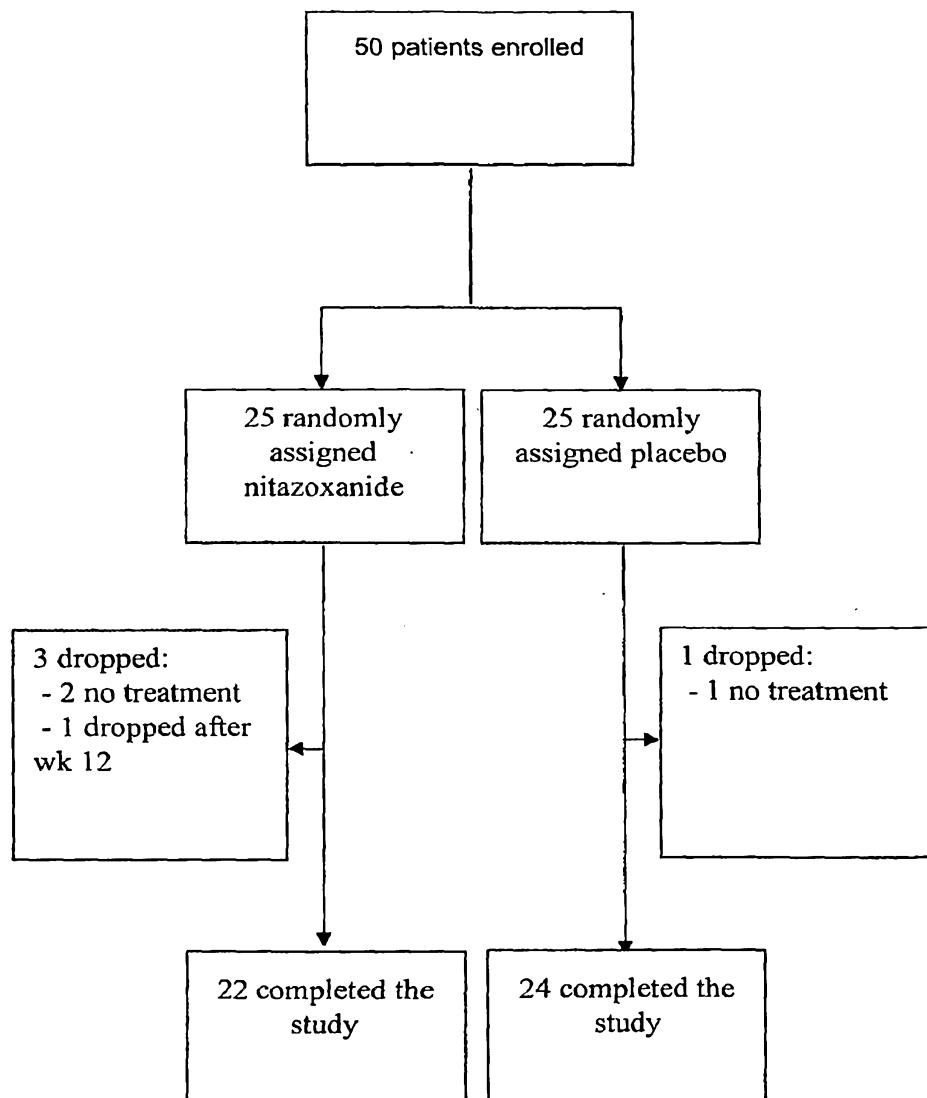 50 patients enrolled
25 randomly
assigned
nitazoxanide
25 randomly
assigned placebo
3 dropped:
- 2 no treatment
- 1 dropped after
wk 12
1 dropped:
- 1 no treatment
22 completed the
study
24 completed the
study